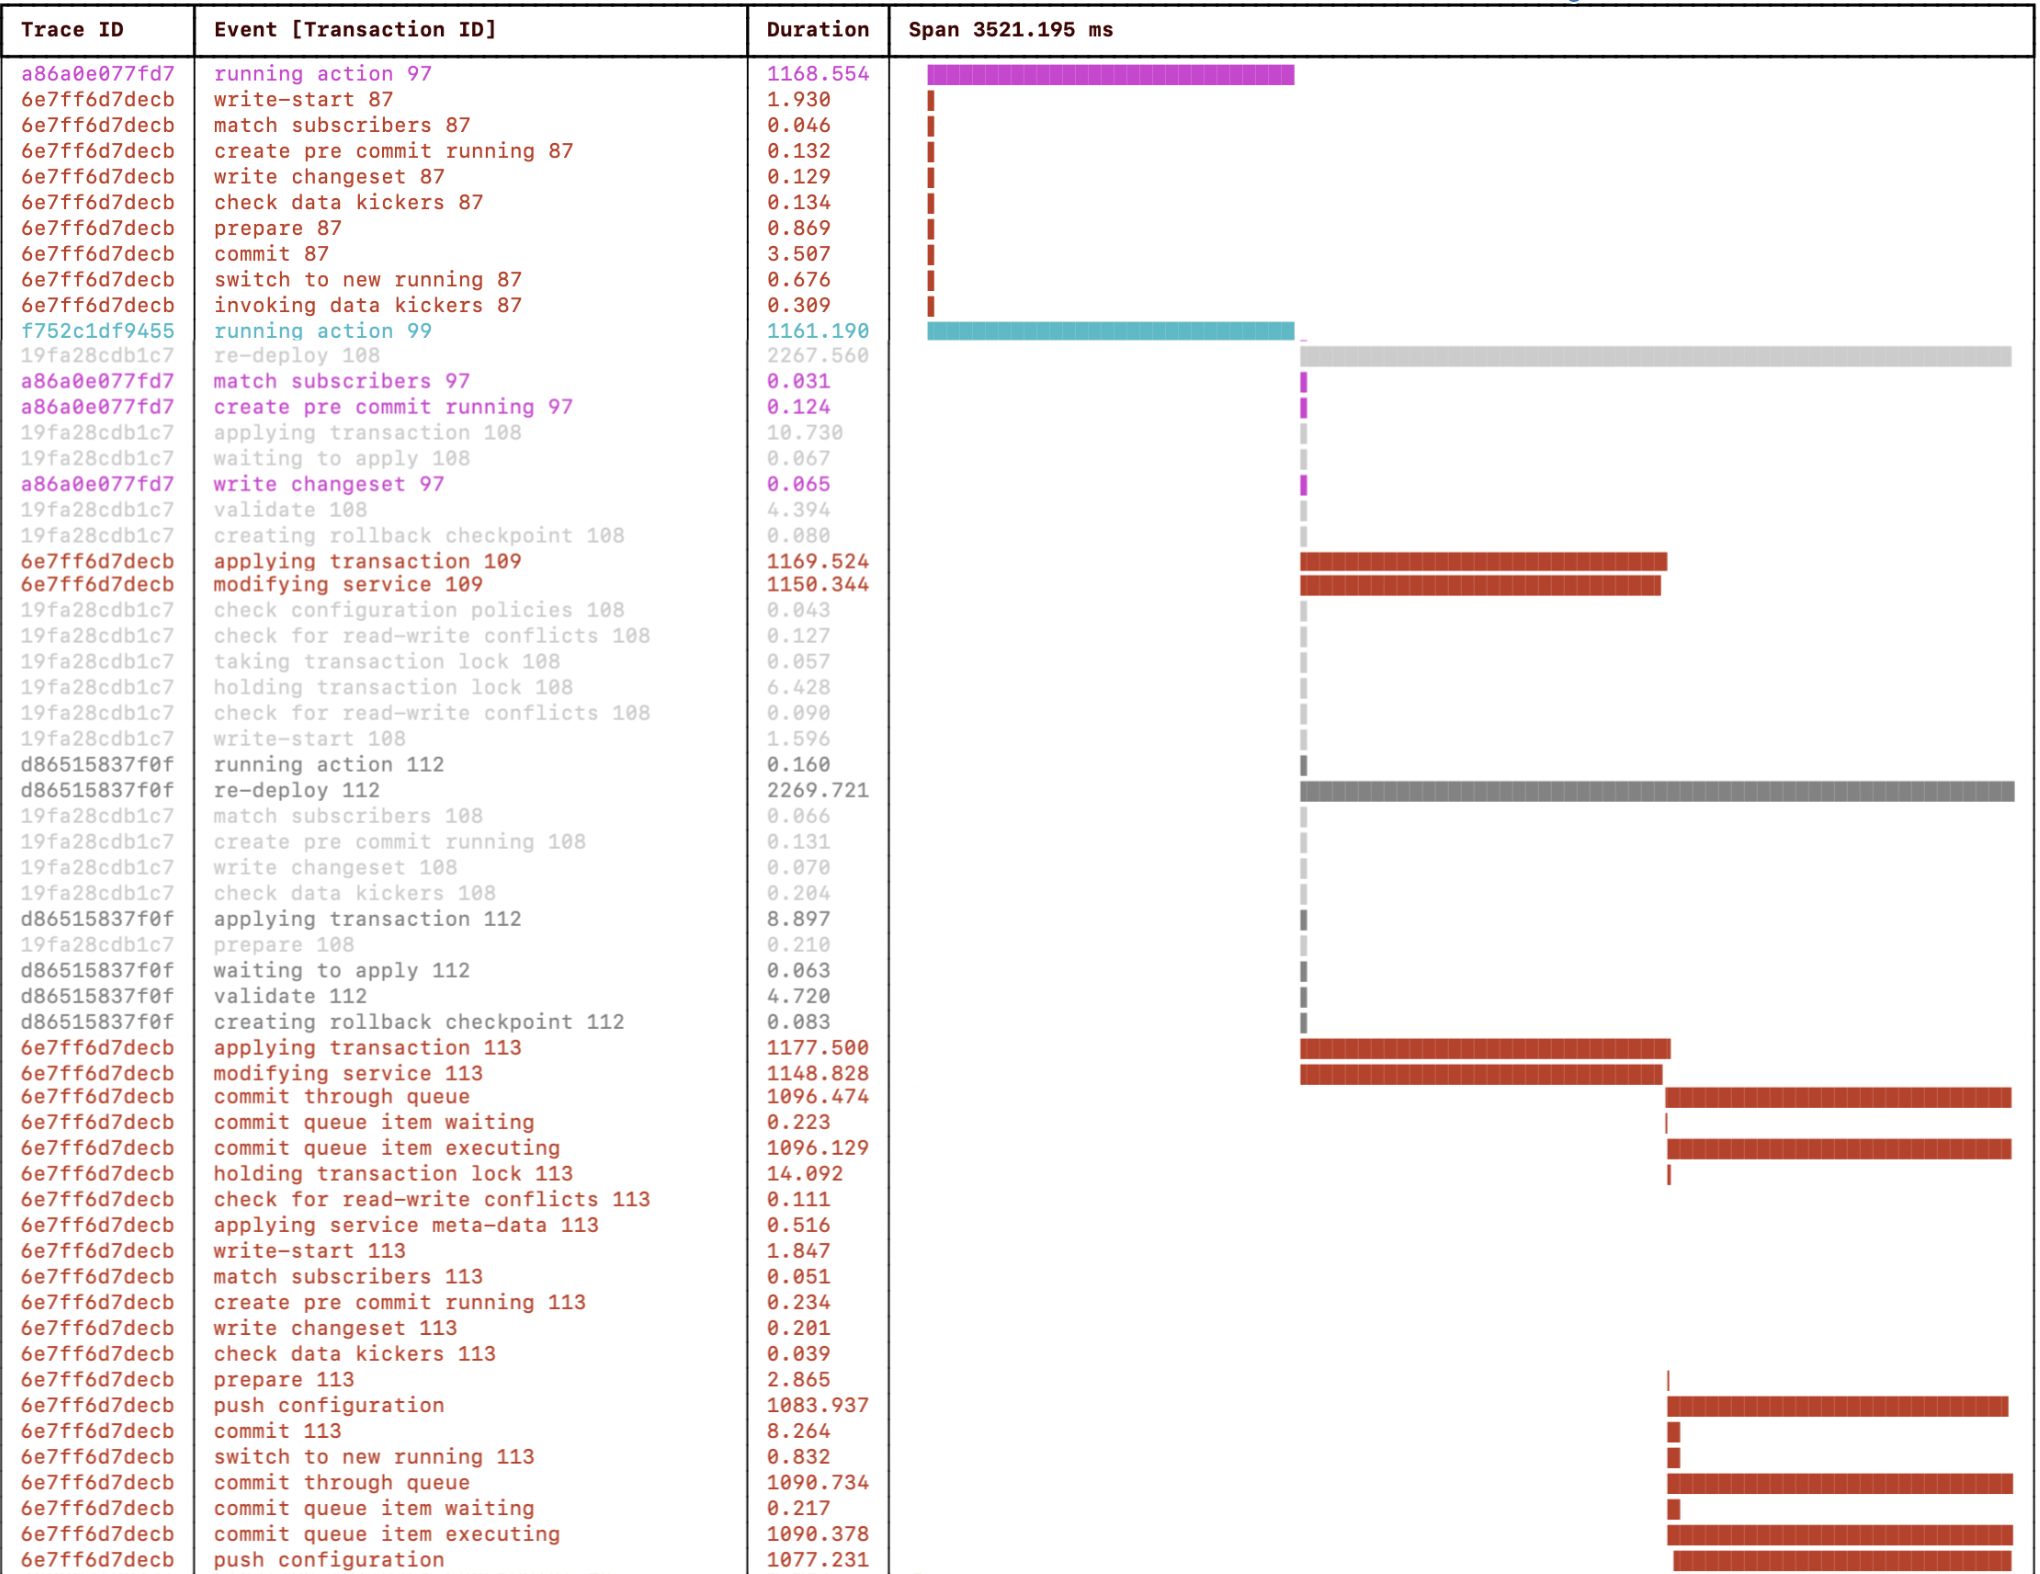 Trace ID Event [Transaction ID] Duration Span 3521.195 ms
a86a0e077fd7 running action 97 1168.554
6e7ff6d7decb write-start 87 1.930
6e7ff6d7decb match subscribers 87 0.046
6e7ff6d7decb create pre commit running 87 0.132
6e7ff6d7decb write changeset 87 0.129
6e7ff6d7decb check data kickers 87 0.134
6e7ff6d7decb prepare 87 0.869
6e7ff6d7decb commit 87 3.507
6e7ff6d7decb switch to new running 87 0.676
6e7ff6d7decb invoking data kickers 87 0.309
f752c1df9455 running action 99 1161.190
19fa28cdb1c7 re-deploy 108 2267.560
a86a0e077fd7 match subscribers 97 0.031
a86a0e077fd7 create pre commit running 97 0.124
19fa28cdb1c7 applying transaction 108 10.730
19fa28cdb1c7 waiting to apply 108 0.067
a86a0e077fd7 write changeset 97 0.065
19fa28cdb1c7 validate 108 4.394
19fa28cdb1c7 creating rollback checkpoint 108 0.080
6e7ff6d7decb applying transaction 109 1169.524
6e7ff6d7decb modifying service 109 1150.344
19fa28cdb1c7 check configuration policies 108 0.043
19fa28cdb1c7 check for read-write conflicts 108 0.127
19fa28cdb1c7 taking transaction lock 108 0.057
19fa28cdb1c7 holding transaction lock 108 6.428
19fa28cdb1c7 check for read-write conflicts 108 0.090
19fa28cdb1c7 write-start 108 1.596
d86515837f0f running action 112 0.160
d86515837f0f re-deploy 112 2269.721
19fa28cdb1c7 match subscribers 108 0.066
19fa28cdb1c7 create pre commit running 108 0.131
19fa28cdb1c7 write changeset 108 0.070
19fa28cdb1c7 check data kickers 108 0.204
d86515837f0f applying transaction 112 8.897
19fa28cdb1c7 prepare 108 0.210
d86515837f0f waiting to apply 112 0.063
d86515837f0f validate 112 4.720
d86515837f0f creating rollback checkpoint 112 0.083
6e7ff6d7decb applying transaction 113 1177.500
6e7ff6d7decb modifying service 113 1148.828
6e7ff6d7decb commit through queue 1096.474
6e7ff6d7decb commit queue item waiting 0.223
6e7ff6d7decb commit queue item executing 1096.129
6e7ff6d7decb holding transaction lock 113 14.092
6e7ff6d7decb check for read-write conflicts 113 0.111
6e7ff6d7decb applying service meta-data 113 0.516
6e7ff6d7decb write-start 113 1.847
6e7ff6d7decb match subscribers 113 0.051
6e7ff6d7decb create pre commit running 113 0.234
6e7ff6d7decb write changeset 113 0.201
6e7ff6d7decb check data kickers 113 0.039
6e7ff6d7decb prepare 113 2.865
6e7ff6d7decb push configuration 1083.937
6e7ff6d7decb commit 113 8.264
6e7ff6d7decb switch to new running 113 0.832
6e7ff6d7decb commit through queue 1090.734
6e7ff6d7decb commit queue item waiting 0.217
6e7ff6d7decb commit queue item executing 1090.378
6e7ff6d7decb push configuration 1077.231